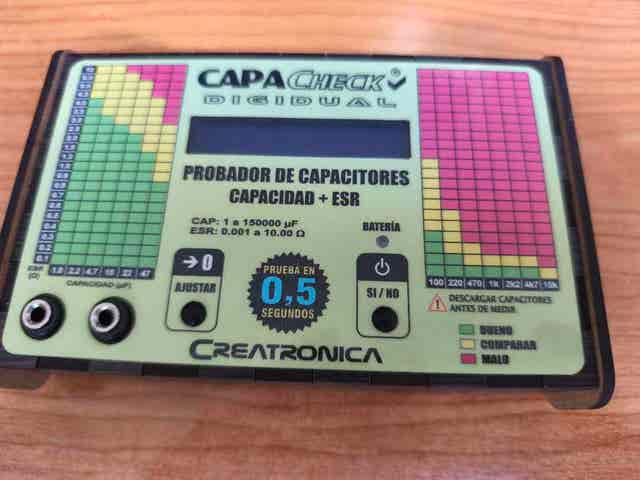 CAPACHECK
DIGIDUAL
PROBADOR DE CAPACITORES
CAPACIDAD + ESR
CAP: 1 a 150000 µF
ESR: 0.001 a 10.00 Ω
BATERÍA
→0
AJUSTAR
PRUEBA EN
0,5
SEGUNDOS
SI / NO
CREATRONICA
ESR
(Ω)
1.0 2.2 4.7 10 22 47
CAPACIDAD (µF)
100 220 470 1K 2K2 4K7 10K
DESCARGAR CAPACITORES
ANTES DE MEDIR
BUENO
COMPARAR
MALO